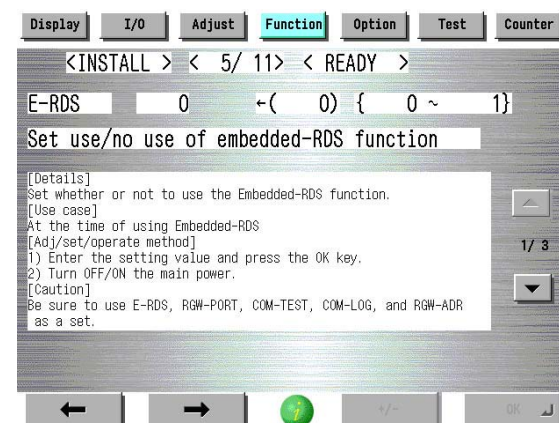 Display I/O Adjust Function Option Test Counter
<INSTALL > < 5/ 11> < READY >
E-RDS 0 ←( 0) { 0 ~ 1}
Set use/no use of embedded-RDS function
[Details]
Set whether or not to use the Embedded-RDS function.
[Use case]
At the time of using Embedded-RDS
[Adj/set/operate method]
1) Enter the setting value and press the OK key.
2) Turn OFF/ON the main power.
[Caution]
Be sure to use E-RDS, RGW-PORT, COM-TEST, COM-LOG, and RGW-ADR
as a set.
1/ 3
← → i +/- OK